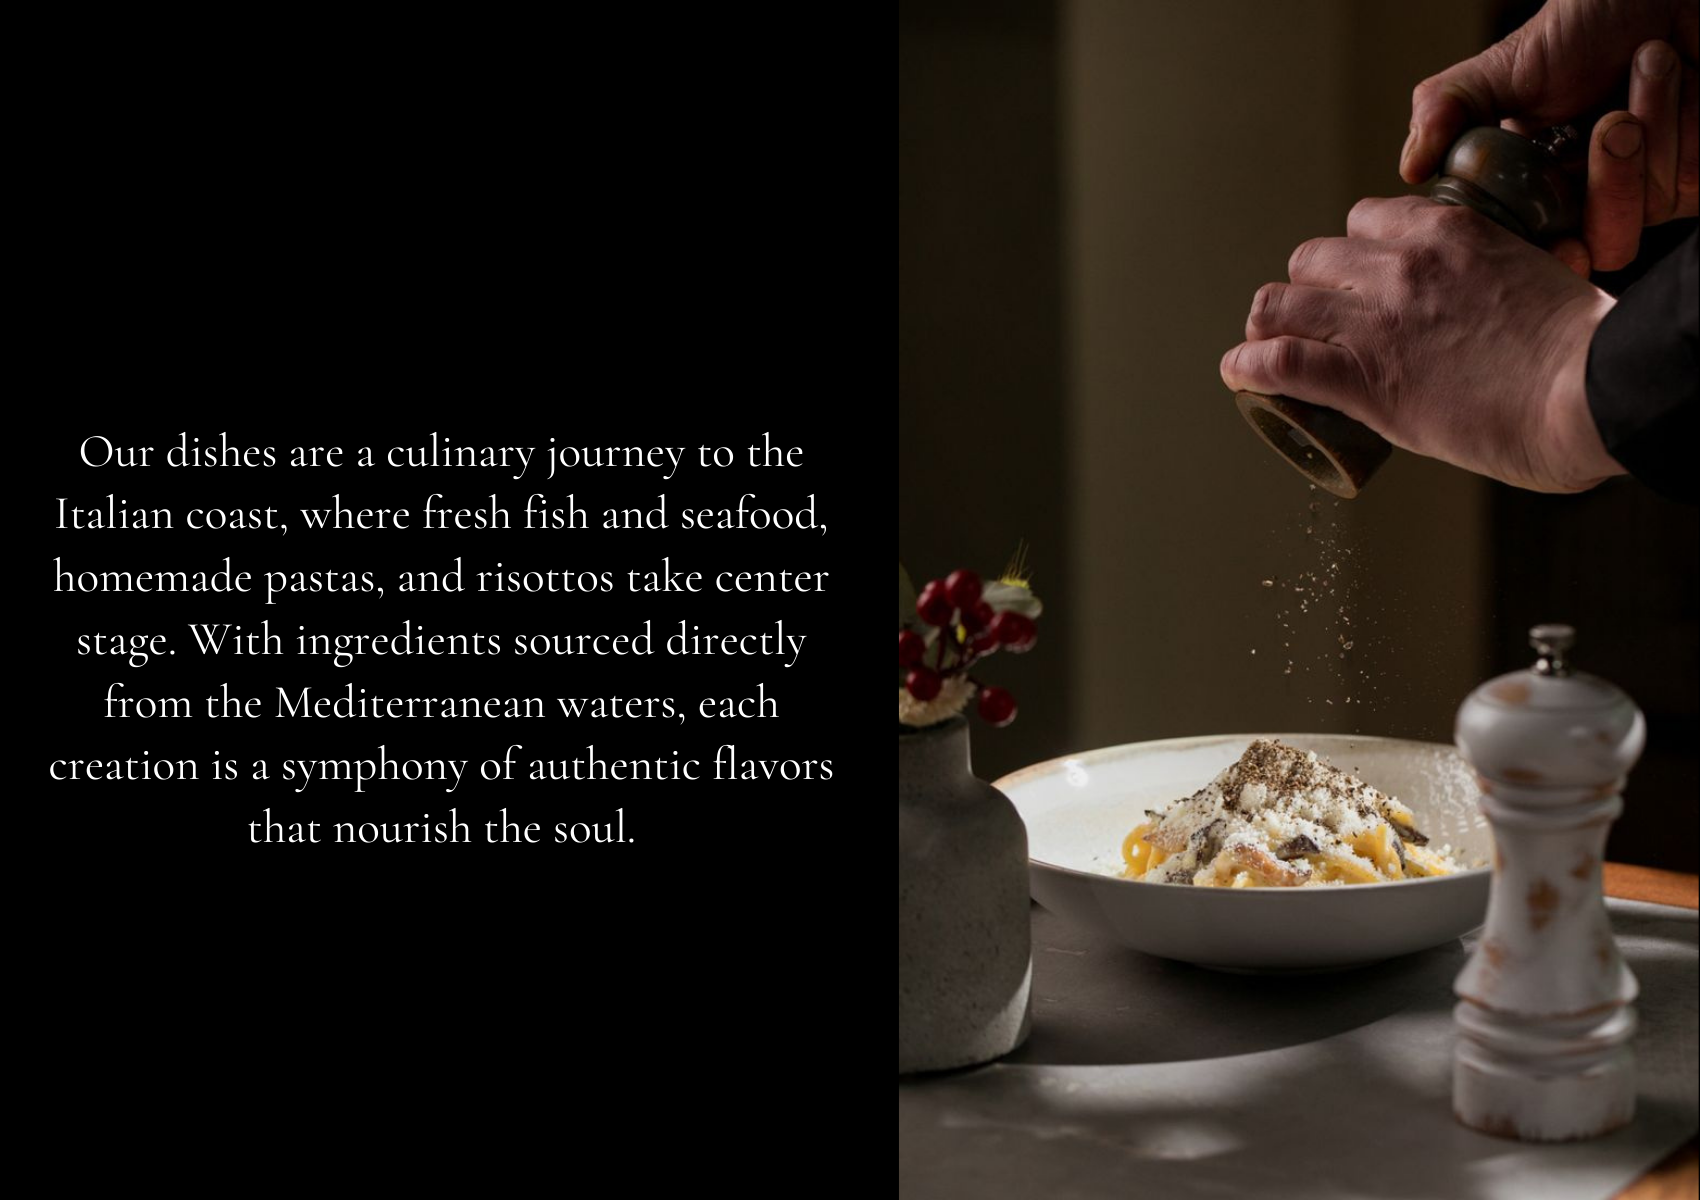 Our dishes are a culinary journey to the
Italian coast, where fresh fish and seafood,
homemade pastas, and risottos take center
stage. With ingredients sourced directly
from the Mediterranean waters, each
creation is a symphony of authentic flavors
that nourish the soul.